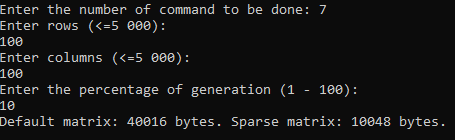 Enter the number of command to be done: 7
Enter rows (<=5 000):
100
Enter columns (<=5 000):
100
Enter the percentage of generation (1 - 100):
10
Default matrix: 40016 bytes. Sparse matrix: 10048 bytes.